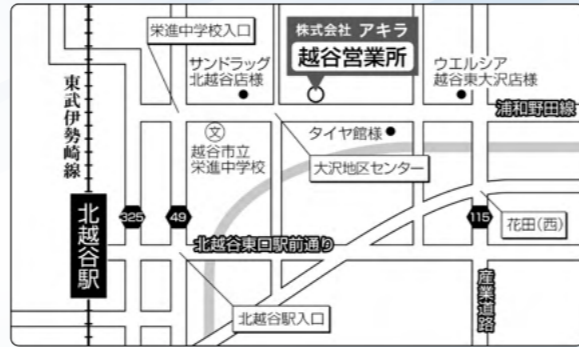 栄進中学校入口
株式会社 アキラ
越谷営業所
サンドラッグ
北越谷店様
ウエルシア
越谷東大沢店様
浦和野田線
東武伊勢崎線
文
越谷市立
栄進中学校
タイヤ館様
大沢地区センター
北越谷駅
325
49
115
花田(西)
北越谷東口駅前通り
産業道路
北越谷駅入口